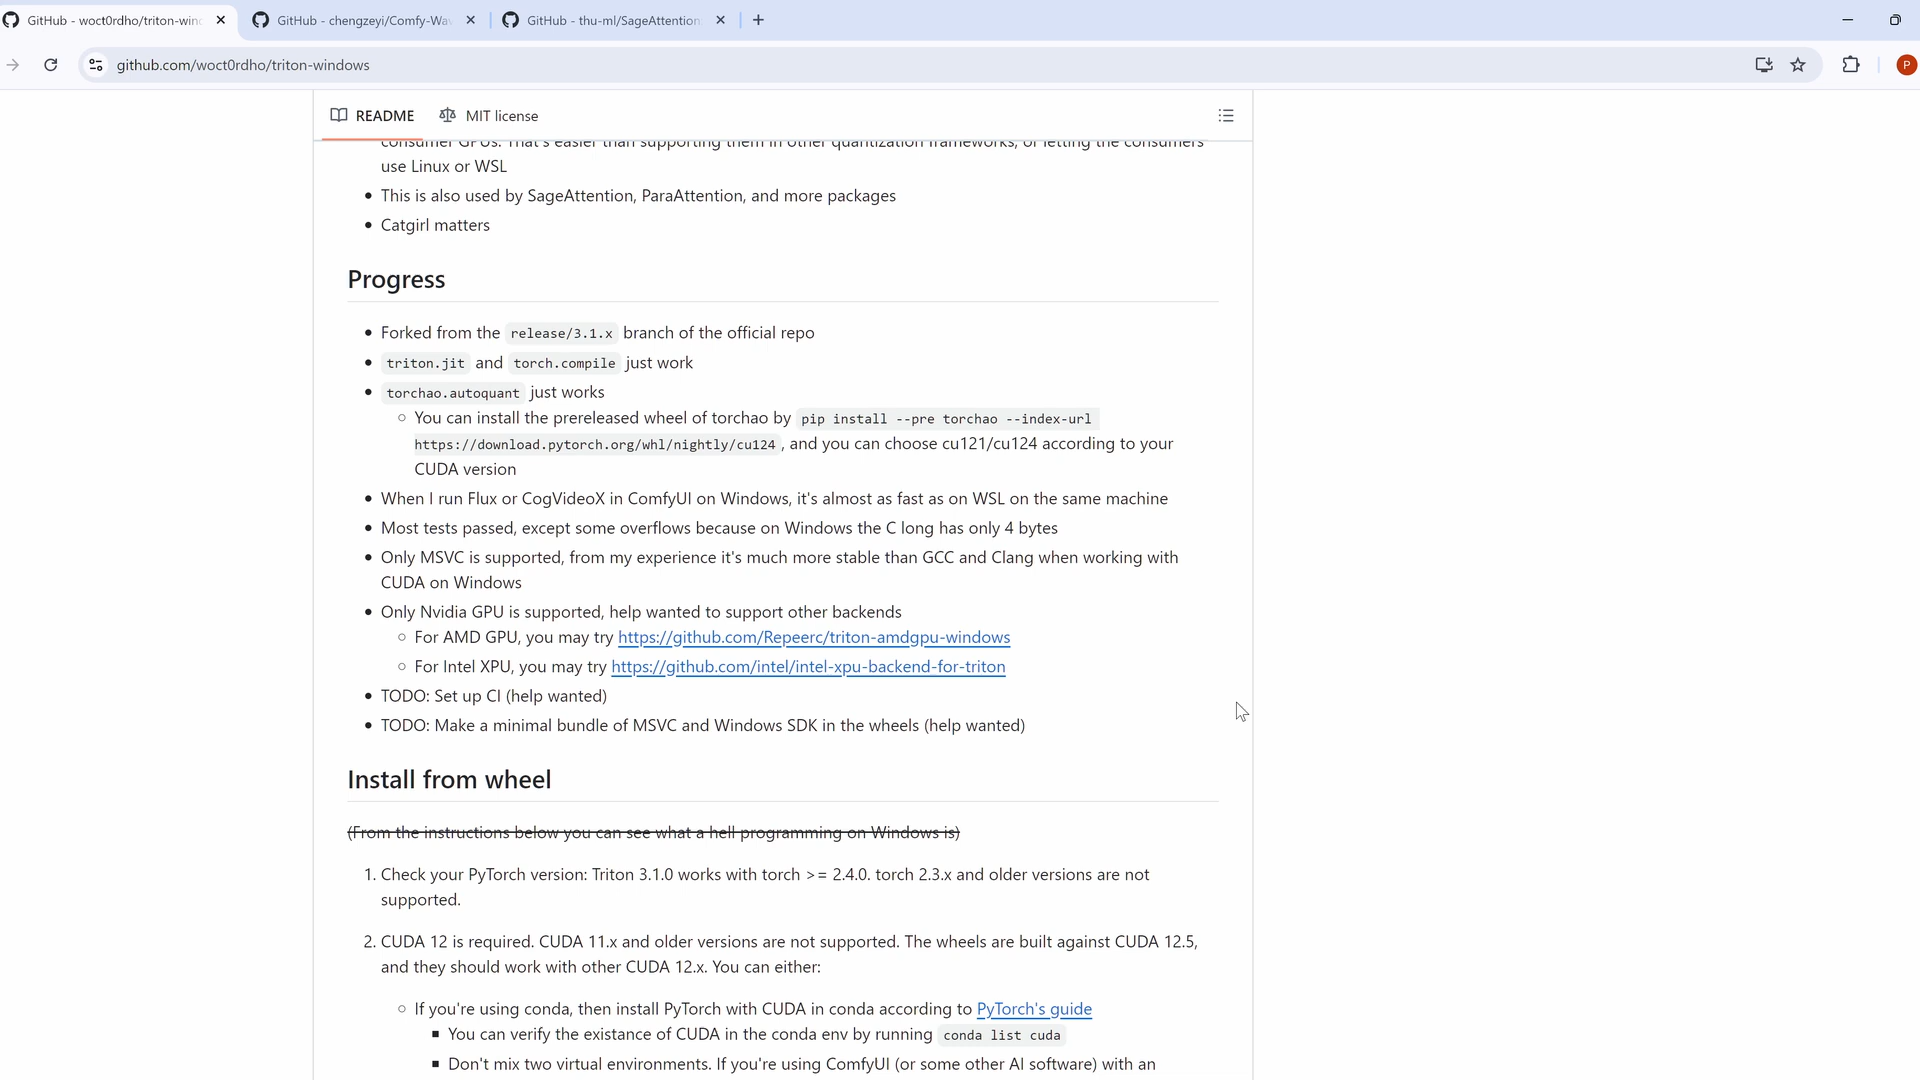 GitHub - woct0rdho/triton-win
GitHub - chengzeyi/Comfy-Wa
GitHub - thu-ml/SageAttention
github.com/woct0rdho/triton-windows
P
README
MIT license
consumer GPUs. That's easier than supporting them in other quantization frameworks, or letting the consumers
use Linux or WSL
• This is also used by SageAttention, ParaAttention, and more packages
• Catgirl matters
Progress
• Forked from the release/3.1.x branch of the official repo
• triton.jit and torch.compile just work
• torchao.autoquant just works
○ You can install the prereleased wheel of torchao by pip install --pre torchao --index-url
https://download.pytorch.org/whl/nightly/cu124 , and you can choose cu121/cu124 according to your
CUDA version
• When I run Flux or CogVideoX in ComfyUI on Windows, it's almost as fast as on WSL on the same machine
• Most tests passed, except some overflows because on Windows the C long has only 4 bytes
• Only MSVC is supported, from my experience it's much more stable than GCC and Clang when working with
CUDA on Windows
• Only Nvidia GPU is supported, help wanted to support other backends
○ For AMD GPU, you may try https://github.com/Repeerc/triton-amdgpu-windows
○ For Intel XPU, you may try https://github.com/intel/intel-xpu-backend-for-triton
• TODO: Set up CI (help wanted)
• TODO: Make a minimal bundle of MSVC and Windows SDK in the wheels (help wanted)
Install from wheel
(From the instructions below you can see what a hell programming on Windows is)
1. Check your PyTorch version: Triton 3.1.0 works with torch >= 2.4.0. torch 2.3.x and older versions are not
supported.
2. CUDA 12 is required. CUDA 11.x and older versions are not supported. The wheels are built against CUDA 12.5,
and they should work with other CUDA 12.x. You can either:
○ If you're using conda, then install PyTorch with CUDA in conda according to PyTorch's guide
▪ You can verify the existance of CUDA in the conda env by running conda list cuda
▪ Don't mix two virtual environments. If you're using ComfyUI (or some other AI software) with an